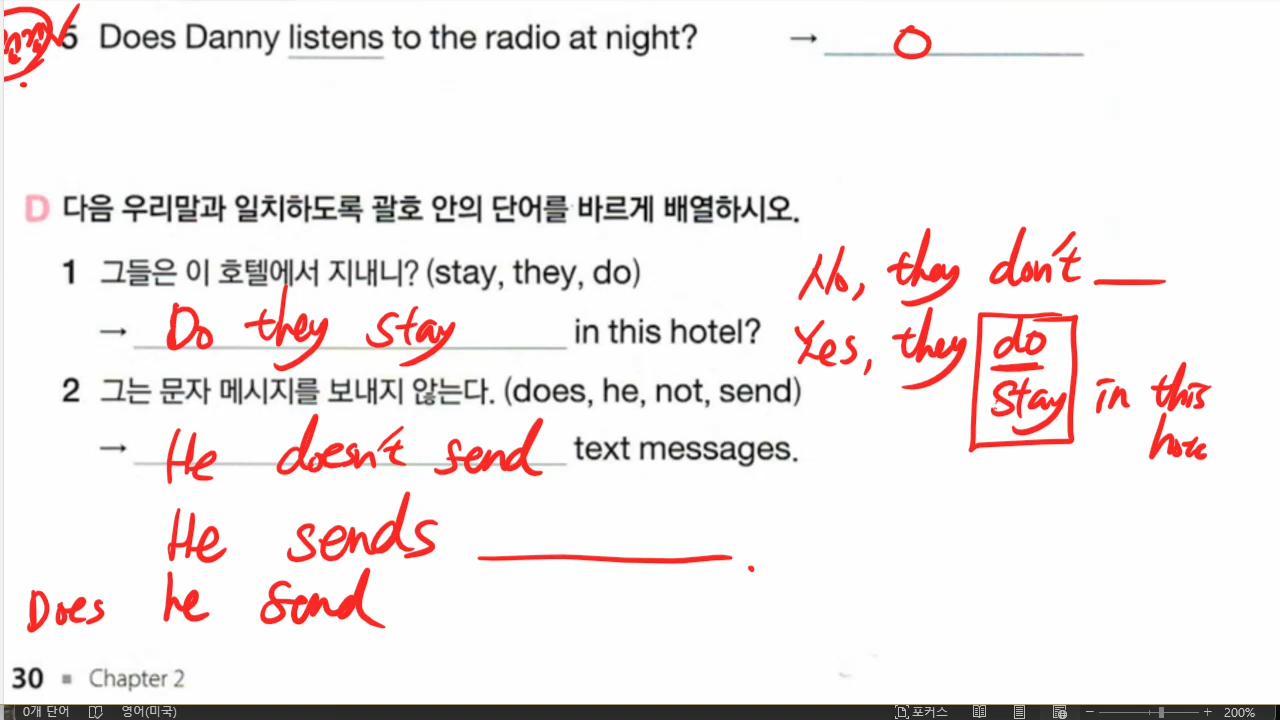 5 Does Danny listens to the radio at night? → O
D 다음 우리말과 일치하도록 괄호 안의 단어를 바르게 배열하시오.
1 그들은 이 호텔에서 지내니? (stay, they, do)
→ Do they stay in this hotel?
No, they don't
Yes, they do
stay in this
2 그는 문자 메시지를 보내지 않는다. (does, he, not, send)
→ He doesn't send text messages.
He sends .
Does he send
30 ▪ Chapter 2
0개 단어 영어(미국) 포커스 200%